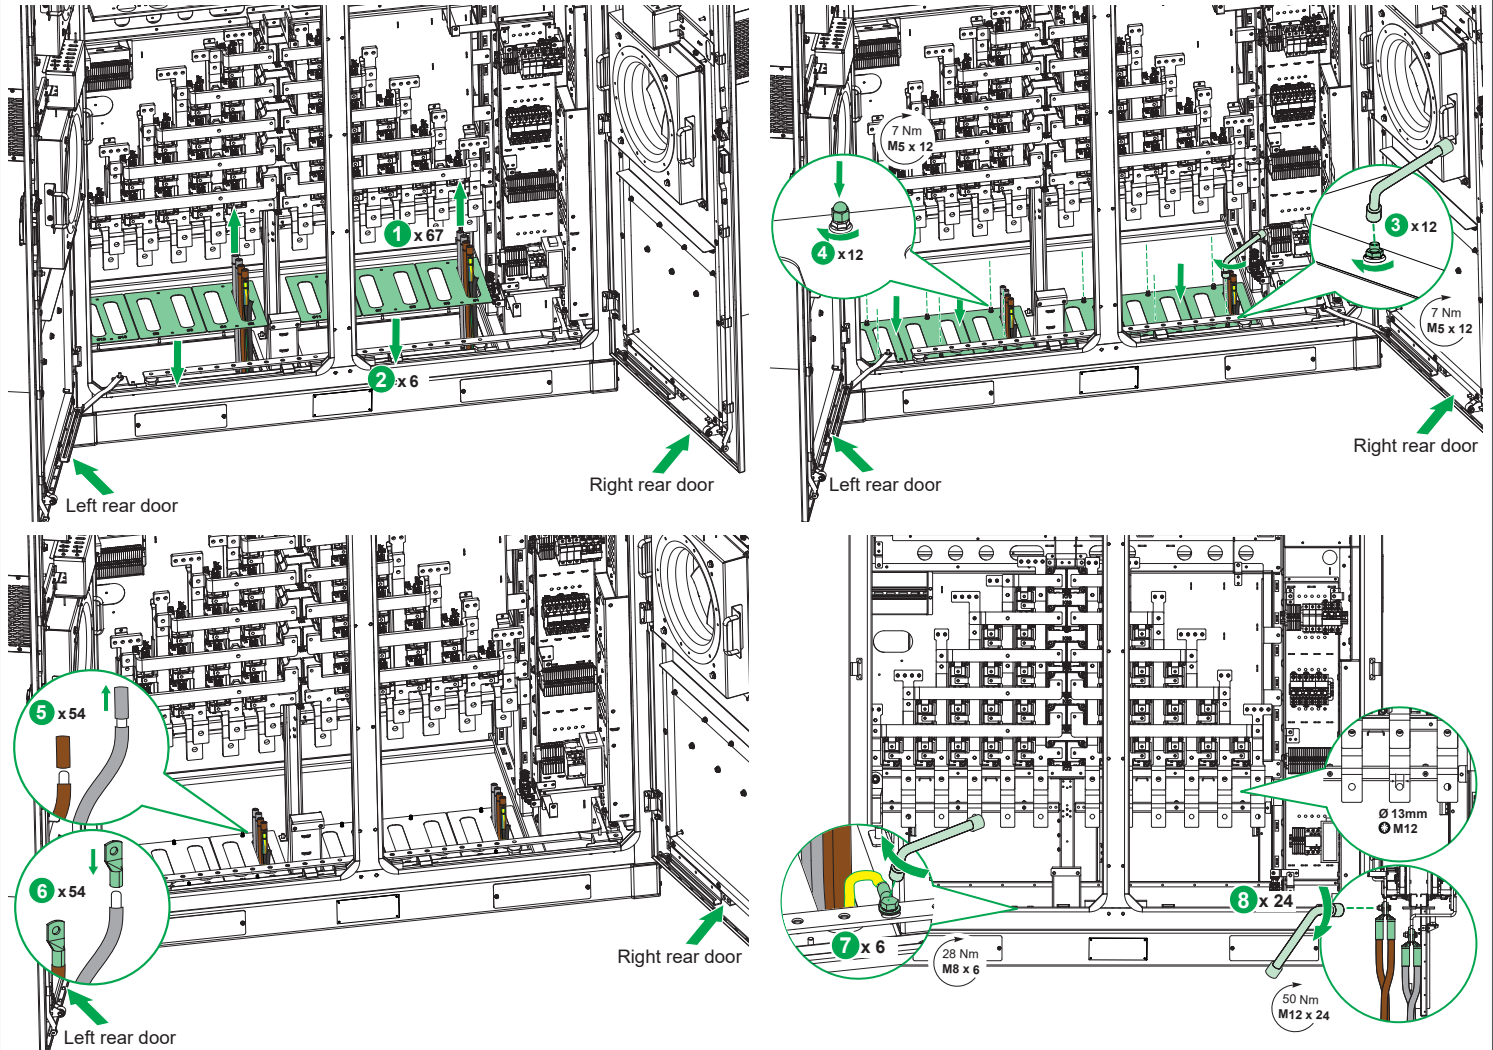 1 x 67
2 x 6
Left rear door
Right rear door
7 Nm
M5 x 12
4 x 12
3 x 12
7 Nm
M5 x 12
Left rear door
Right rear door
5 x 54
6 x 54
Left rear door
Right rear door
Ø 13mm
M12
7 x 6
28 Nm
M8 x 6
8 x 24
50 Nm
M12 x 24